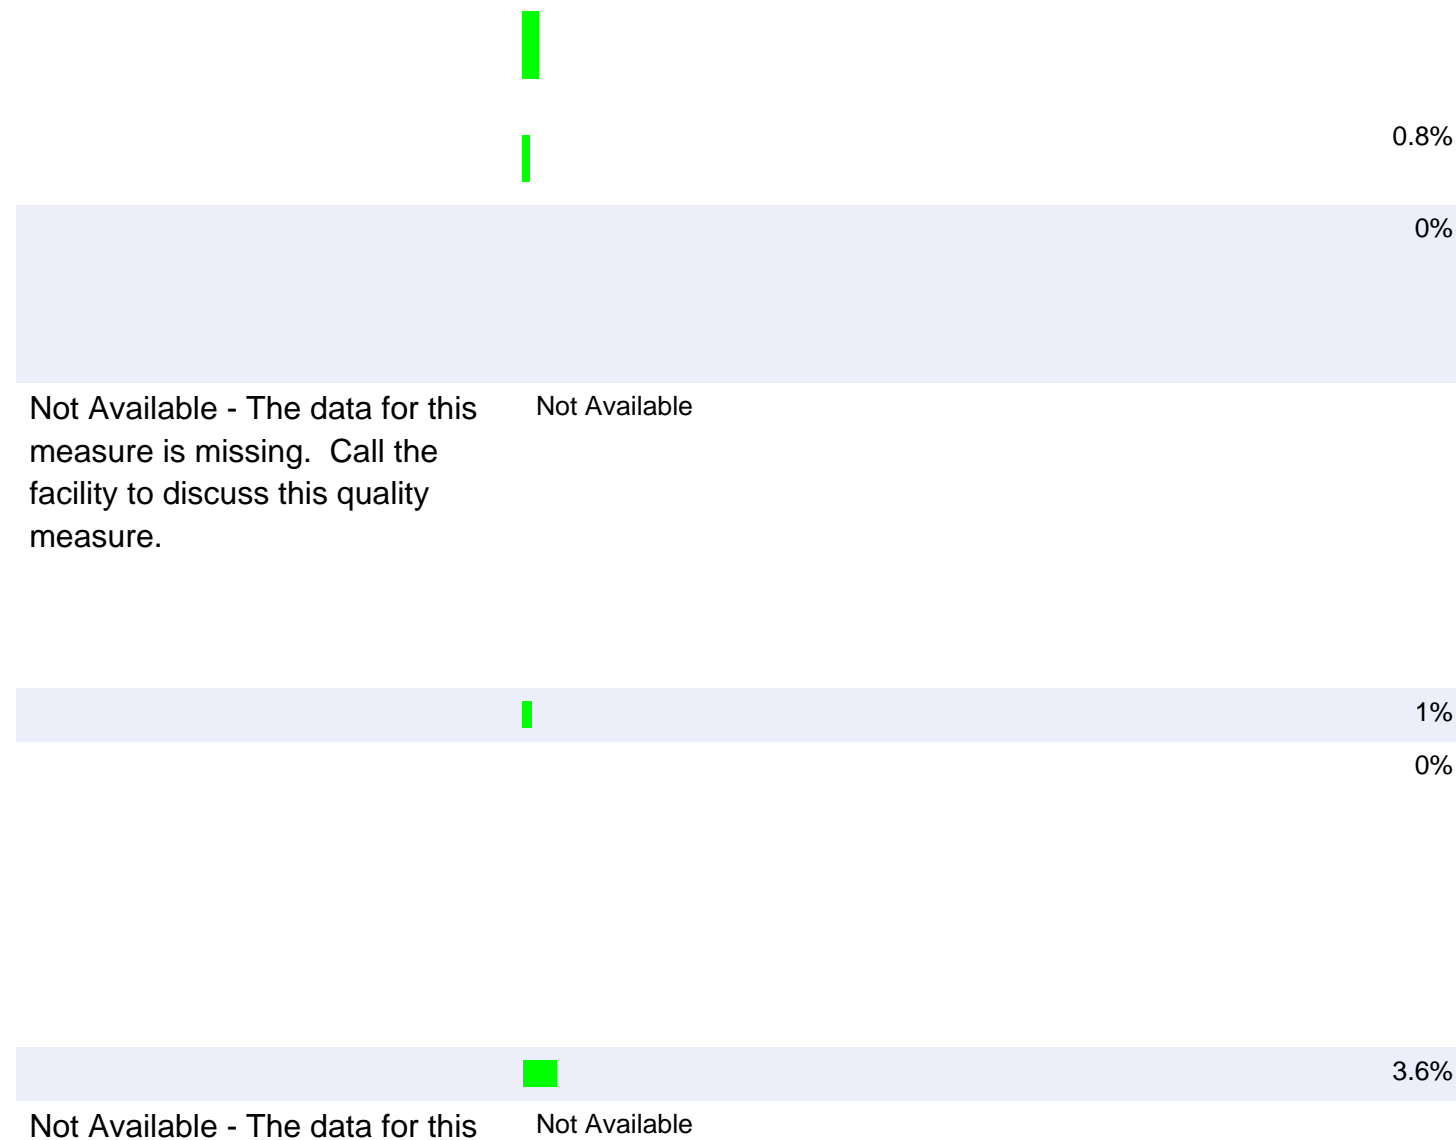 0.8%
0%
Not Available - The data for this
measure is missing.  Call the
facility to discuss this quality
measure.
Not Available
1%
0%
3.6%
Not Available - The data for this
Not Available